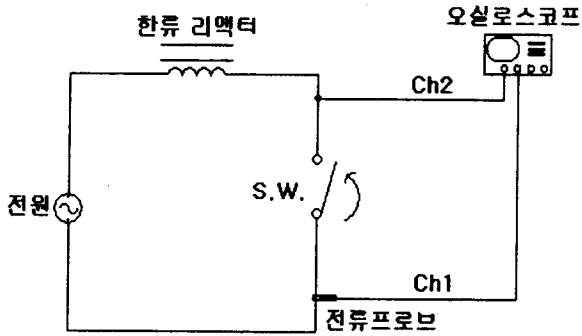 오실로스코프
한류 리액터
Ch2
S.W.
전원
Ch1
전류프로브